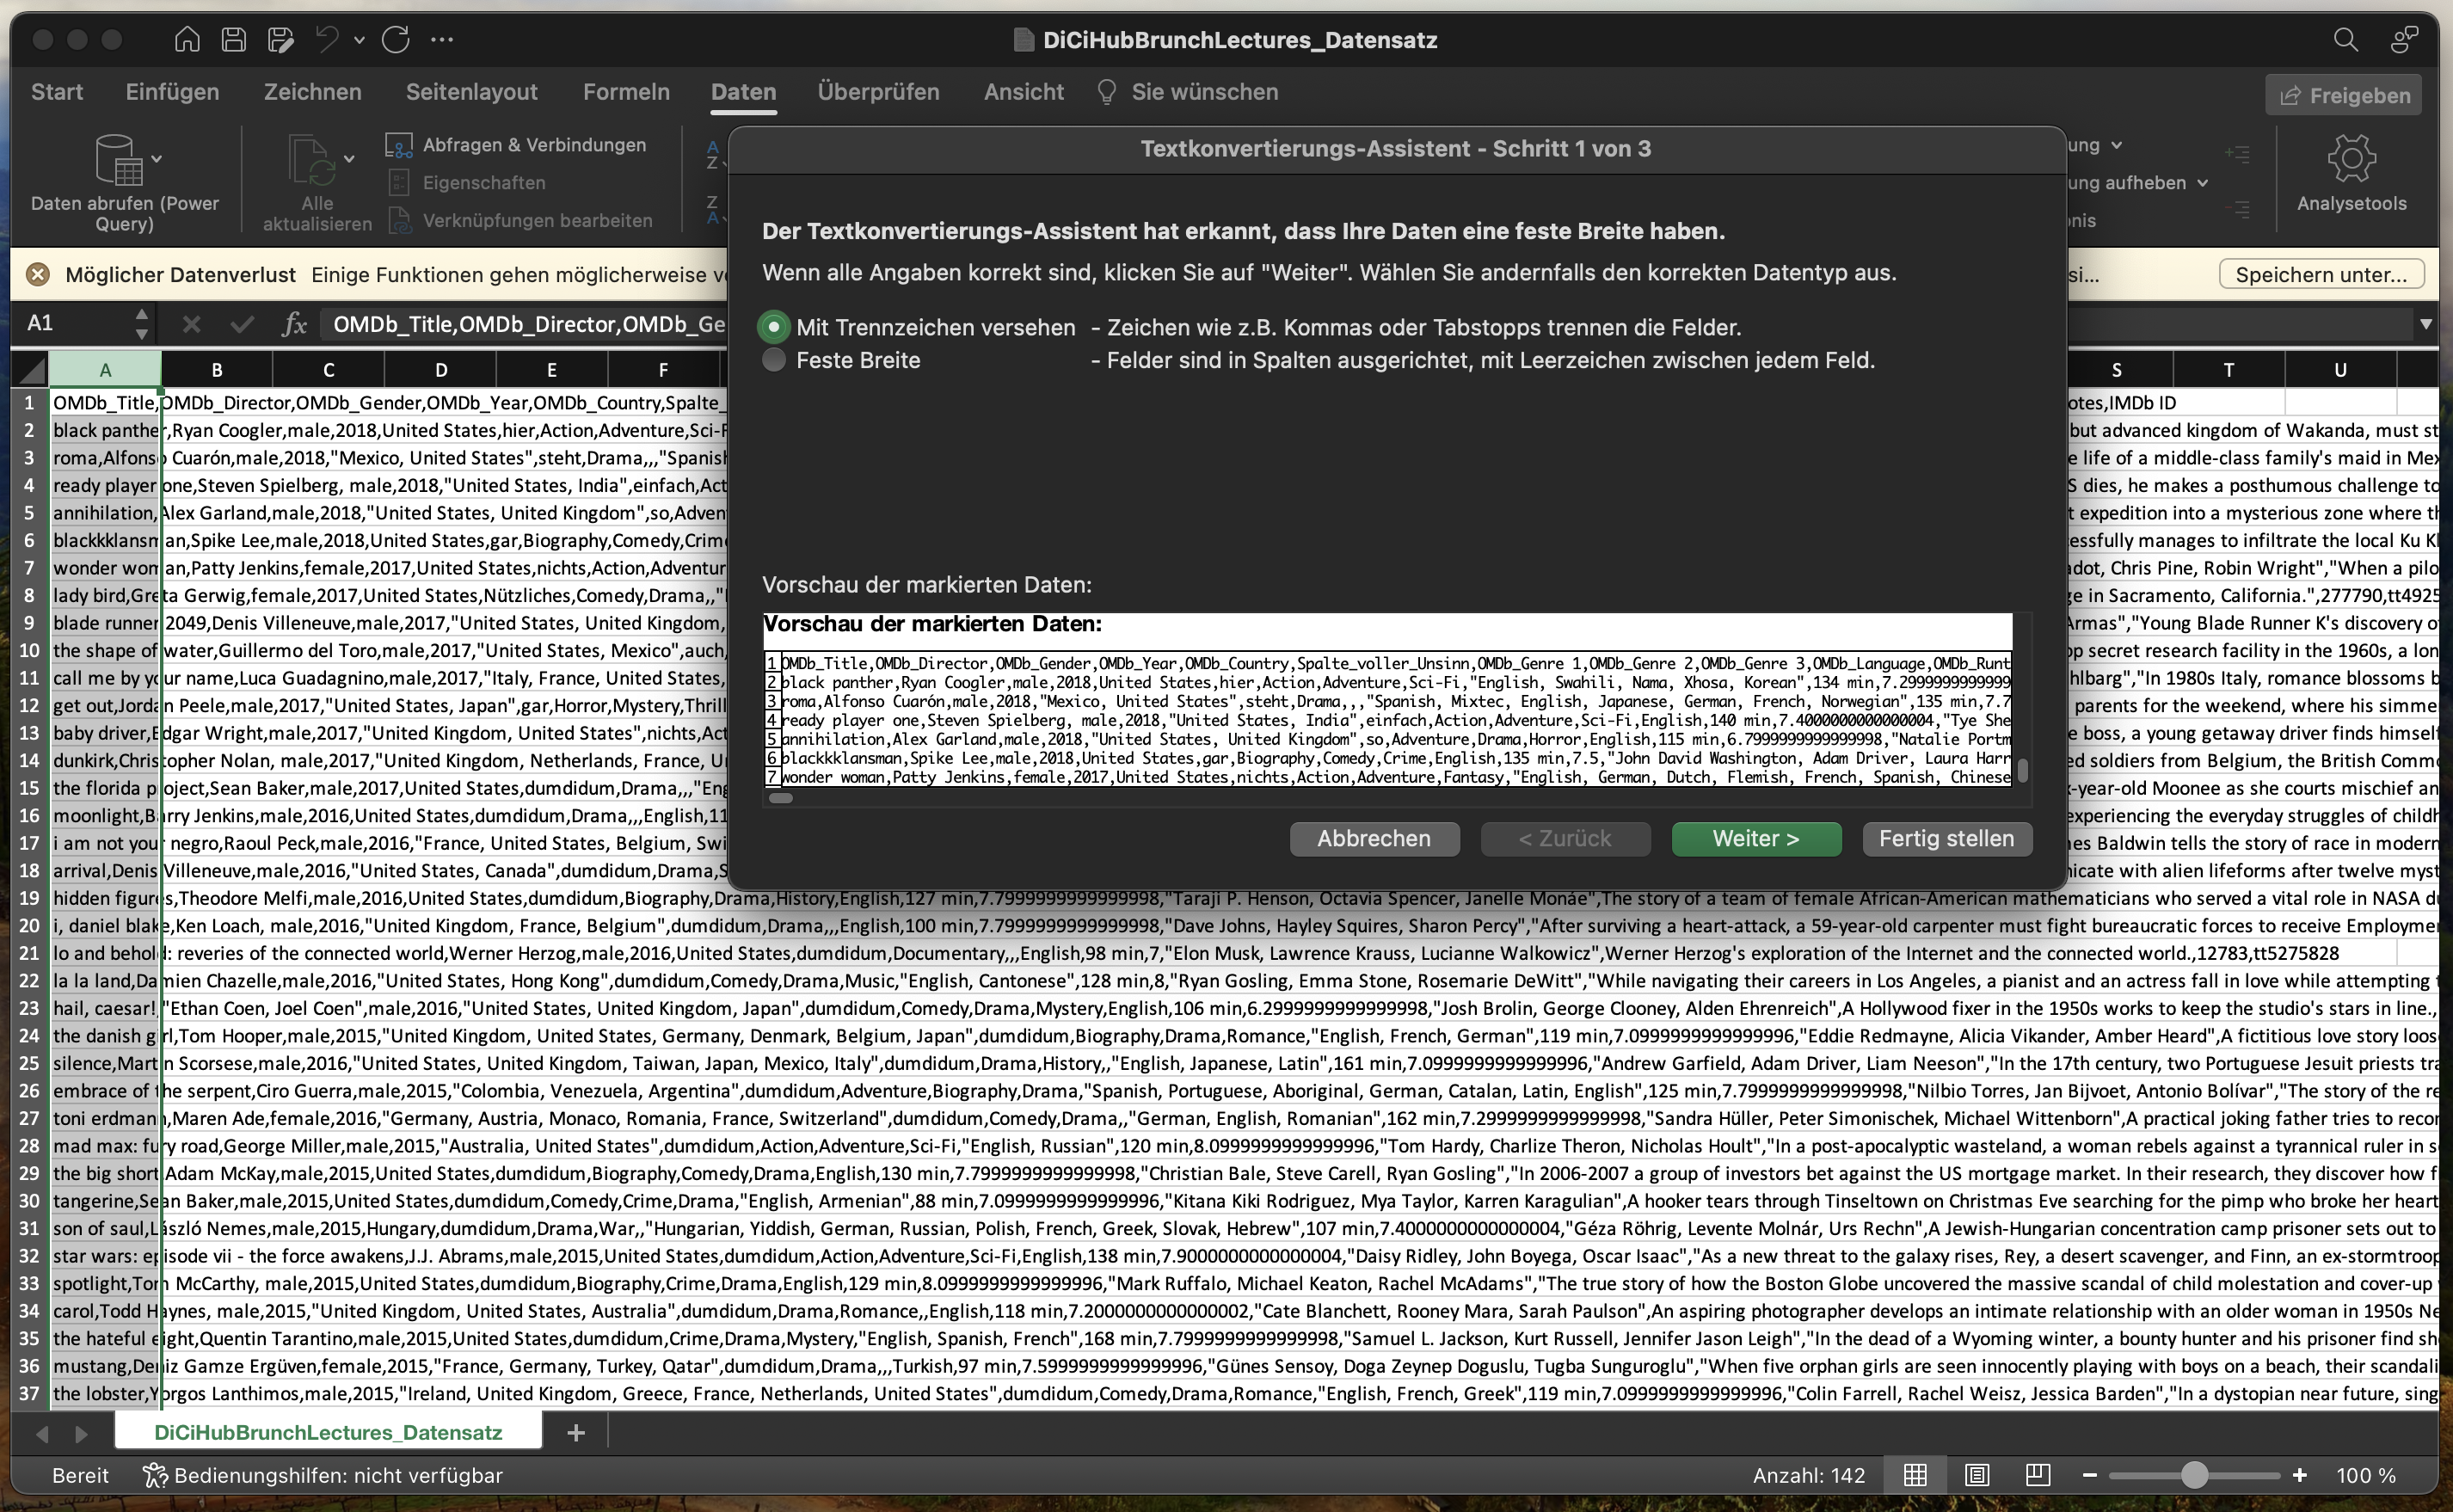 DiCiHubBrunchLectures_Datensatz
Start Einfügen Zeichnen Seitenlayout Formeln Daten Überprüfen Ansicht Sie wünschen Freigeben
Daten abrufen (Power Query)
Alle aktualisieren
Abfragen & Verbindungen
Eigenschaften
Verknüpfungen bearbeiten
ung
ung aufheben
nis
Analysetools
Möglicher Datenverlust Einige Funktionen gehen möglicherweise v
si... Speichern unter...
A1 fx OMDb_Title,OMDb_Director,OMDb_Ge
Textkonvertierungs-Assistent - Schritt 1 von 3
Der Textkonvertierungs-Assistent hat erkannt, dass Ihre Daten eine feste Breite haben.
Wenn alle Angaben korrekt sind, klicken Sie auf "Weiter". Wählen Sie andernfalls den korrekten Datentyp aus.
Mit Trennzeichen versehen - Zeichen wie z.B. Kommas oder Tabstopps trennen die Felder.
Feste Breite - Felder sind in Spalten ausgerichtet, mit Leerzeichen zwischen jedem Feld.
Vorschau der markierten Daten:
Vorschau der markierten Daten:
1 OMDb_Title,OMDb_Director,OMDb_Gender,OMDb_Year,OMDb_Country,Spalte_voller_Unsinn,OMDb_Genre 1,OMDb_Genre 2,OMDb_Genre 3,OMDb_Language,OMDb_Runt
2 black panther,Ryan Coogler,male,2018,United States,hier,Action,Adventure,Sci-Fi,"English, Swahili, Nama, Xhosa, Korean",134 min,7.2999999999999
3 roma,Alfonso Cuarón,male,2018,"Mexico, United States",steht,Drama,,,"Spanish, Mixtec, English, Japanese, German, French, Norwegian",135 min,7.7
4 ready player one,Steven Spielberg, male,2018,"United States, India",einfach,Action,Adventure,Sci-Fi,English,140 min,7.4000000000000004,"Tye She
5 annihilation,Alex Garland,male,2018,"United States, United Kingdom",so,Adventure,Drama,Horror,English,115 min,6.7999999999999998,"Natalie Portm
6 blackkklansman,Spike Lee,male,2018,United States,gar,Biography,Comedy,Crime,English,135 min,7.5,"John David Washington, Adam Driver, Laura Harr
7 wonder woman,Patty Jenkins,female,2017,United States,nichts,Action,Adventure,Fantasy,"English, German, Dutch, Flemish, French, Spanish, Chinese
Abbrechen < Zurück Weiter > Fertig stellen
A B C D E F S T U
1 OMDb_Title,OMDb_Director,OMDb_Gender,OMDb_Year,OMDb_Country,Spalte_ otes,IMDb ID
2 black panther,Ryan Coogler,male,2018,United States,hier,Action,Adventure,Sci-F but advanced kingdom of Wakanda, must st
3 roma,Alfonso Cuarón,male,2018,"Mexico, United States",steht,Drama,,,"Spanish e life of a middle-class family's maid in Mex
4 ready player one,Steven Spielberg, male,2018,"United States, India",einfach,Act S dies, he makes a posthumous challenge to
5 annihilation,Alex Garland,male,2018,"United States, United Kingdom",so,Adven t expedition into a mysterious zone where th
6 blackkklansman,Spike Lee,male,2018,United States,gar,Biography,Comedy,Crime essfully manages to infiltrate the local Ku Kl
7 wonder woman,Patty Jenkins,female,2017,United States,nichts,Action,Adventur adot, Chris Pine, Robin Wright","When a pilo
8 lady bird,Greta Gerwig,female,2017,United States,Nützliches,Comedy,Drama,," ge in Sacramento, California.",277790,tt4925
9 blade runner 2049,Denis Villeneuve,male,2017,"United States, United Kingdom, Armas","Young Blade Runner K's discovery o
10 the shape of water,Guillermo del Toro,male,2017,"United States, Mexico",auch, op secret research facility in the 1960s, a lon
11 call me by your name,Luca Guadagnino,male,2017,"Italy, France, United States, hlbarg","In 1980s Italy, romance blossoms b
12 get out,Jordan Peele,male,2017,"United States, Japan",gar,Horror,Mystery,Thrill parents for the weekend, where his simme
13 baby driver,Edgar Wright,male,2017,"United Kingdom, United States",nichts,Act e boss, a young getaway driver finds himself
14 dunkirk,Christopher Nolan, male,2017,"United Kingdom, Netherlands, France, U ed soldiers from Belgium, the British Comm
15 the florida project,Sean Baker,male,2017,United States,dumdidum,Drama,,,"Eng x-year-old Moonee as she courts mischief an
16 moonlight,Barry Jenkins,male,2016,United States,dumdidum,Drama,,,English,11 experiencing the everyday struggles of childh
17 i am not your negro,Raoul Peck,male,2016,"France, United States, Belgium, Swi es Baldwin tells the story of race in modern
18 arrival,Denis Villeneuve,male,2016,"United States, Canada",dumdidum,Drama,S nicate with alien lifeforms after twelve myst
19 hidden figures,Theodore Melfi,male,2016,United States,dumdidum,Biography,Drama,History,English,127 min,7.7999999999999998,"Taraji P. Henson, Octavia Spencer, Janelle Monáe",The story of a team of female African-American mathematicians who served a vital role in NASA du
20 i, daniel blake,Ken Loach, male,2016,"United Kingdom, France, Belgium",dumdidum,Drama,,,English,100 min,7.7999999999999998,"Dave Johns, Hayley Squires, Sharon Percy","After surviving a heart-attack, a 59-year-old carpenter must fight bureaucratic forces to receive Employme
21 lo and behold: reveries of the connected world,Werner Herzog,male,2016,United States,dumdidum,Documentary,,,English,98 min,7,"Elon Musk, Lawrence Krauss, Lucianne Walkowicz",Werner Herzog's exploration of the Internet and the connected world.,12783,tt5275828
22 la la land,Damien Chazelle,male,2016,"United States, Hong Kong",dumdidum,Comedy,Drama,Music,"English, Cantonese",128 min,8,"Ryan Gosling, Emma Stone, Rosemarie DeWitt","While navigating their careers in Los Angeles, a pianist and an actress fall in love while attempting
23 hail, caesar!,"Ethan Coen, Joel Coen",male,2016,"United States, United Kingdom, Japan",dumdidum,Comedy,Drama,Mystery,English,106 min,6.2999999999999998,"Josh Brolin, George Clooney, Alden Ehrenreich",A Hollywood fixer in the 1950s works to keep the studio's stars in line.,
24 the danish girl,Tom Hooper,male,2015,"United Kingdom, United States, Germany, Denmark, Belgium, Japan",dumdidum,Biography,Drama,Romance,"English, French, German",119 min,7.0999999999999996,"Eddie Redmayne, Alicia Vikander, Amber Heard",A fictitious love story loos
25 silence,Martin Scorsese,male,2016,"United States, United Kingdom, Taiwan, Japan, Mexico, Italy",dumdidum,Drama,History,,"English, Japanese, Latin",161 min,7.0999999999999996,"Andrew Garfield, Adam Driver, Liam Neeson","In the 17th century, two Portuguese Jesuit priests tra
26 embrace of the serpent,Ciro Guerra,male,2015,"Colombia, Venezuela, Argentina",dumdidum,Adventure,Biography,Drama,"Spanish, Portuguese, Aboriginal, German, Catalan, Latin, English",125 min,7.7999999999999998,"Nilbio Torres, Jan Bijvoet, Antonio Bolívar","The story of the re
27 toni erdmann,Maren Ade,female,2016,"Germany, Austria, Monaco, Romania, France, Switzerland",dumdidum,Comedy,Drama,,"German, English, Romanian",162 min,7.2999999999999998,"Sandra Hüller, Peter Simonischek, Michael Wittenborn",A practical joking father tries to recor
28 mad max: fury road,George Miller,male,2015,"Australia, United States",dumdidum,Action,Adventure,Sci-Fi,"English, Russian",120 min,8.0999999999999996,"Tom Hardy, Charlize Theron, Nicholas Hoult","In a post-apocalyptic wasteland, a woman rebels against a tyrannical ruler in s
29 the big short,Adam McKay,male,2015,United States,dumdidum,Biography,Comedy,Drama,English,130 min,7.7999999999999998,"Christian Bale, Steve Carell, Ryan Gosling","In 2006-2007 a group of investors bet against the US mortgage market. In their research, they discover how f
30 tangerine,Sean Baker,male,2015,United States,dumdidum,Comedy,Crime,Drama,"English, Armenian",88 min,7.0999999999999996,"Kitana Kiki Rodriguez, Mya Taylor, Karren Karagulian",A hooker tears through Tinseltown on Christmas Eve searching for the pimp who broke her heart
31 son of saul,László Nemes,male,2015,Hungary,dumdidum,Drama,War,,"Hungarian, Yiddish, German, Russian, Polish, French, Greek, Slovak, Hebrew",107 min,7.4000000000000004,"Géza Röhrig, Levente Molnár, Urs Rechn",A Jewish-Hungarian concentration camp prisoner sets out to
32 star wars: episode vii - the force awakens,J.J. Abrams,male,2015,United States,dumdidum,Action,Adventure,Sci-Fi,English,138 min,7.9000000000000004,"Daisy Ridley, John Boyega, Oscar Isaac","As a new threat to the galaxy rises, Rey, a desert scavenger, and Finn, an ex-stormtroop
33 spotlight,Tom McCarthy, male,2015,United States,dumdidum,Biography,Crime,Drama,English,129 min,8.0999999999999996,"Mark Ruffalo, Michael Keaton, Rachel McAdams","The true story of how the Boston Globe uncovered the massive scandal of child molestation and cover-up
34 carol,Todd Haynes, male,2015,"United Kingdom, United States, Australia",dumdidum,Drama,Romance,,English,118 min,7.2000000000000002,"Cate Blanchett, Rooney Mara, Sarah Paulson",An aspiring photographer develops an intimate relationship with an older woman in 1950s Ne
35 the hateful eight,Quentin Tarantino,male,2015,United States,dumdidum,Crime,Drama,Mystery,"English, Spanish, French",168 min,7.7999999999999998,"Samuel L. Jackson, Kurt Russell, Jennifer Jason Leigh","In the dead of a Wyoming winter, a bounty hunter and his prisoner find sh
36 mustang,Deniz Gamze Ergüven,female,2015,"France, Germany, Turkey, Qatar",dumdidum,Drama,,,Turkish,97 min,7.5999999999999996,"Günes Sensoy, Doga Zeynep Doguslu, Tugba Sunguroglu","When five orphan girls are seen innocently playing with boys on a beach, their scandali
37 the lobster,Yorgos Lanthimos,male,2015,"Ireland, United Kingdom, Greece, France, Netherlands, United States",dumdidum,Comedy,Drama,Romance,"English, French, Greek",119 min,7.0999999999999996,"Colin Farrell, Rachel Weisz, Jessica Barden","In a dystopian near future, sing
DiCiHubBrunchLectures_Datensatz +
Bereit Bedienungshilfen: nicht verfügbar Anzahl: 142 100 %